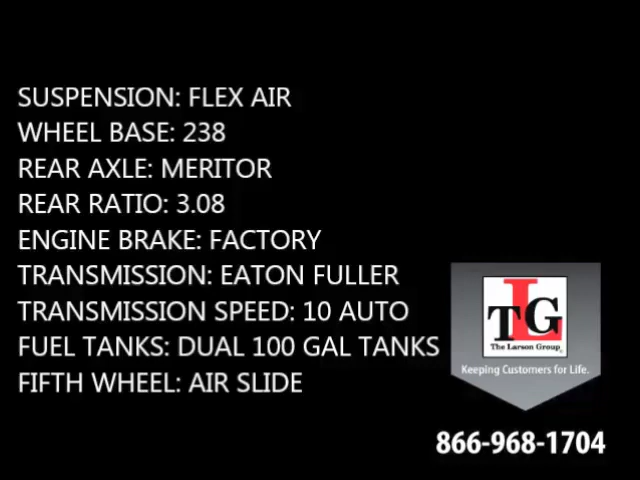 SUSPENSION: FLEX AIR
WHEEL BASE: 238
REAR AXLE: MERITOR
REAR RATIO: 3.08
ENGINE BRAKE: FACTORY
TRANSMISSION: EATON FULLER
TRANSMISSION SPEED: 10 AUTO
FUEL TANKS: DUAL 100 GAL TANKS
FIFTH WHEEL: AIR SLIDE
TLG
The Larson Group
Keeping Customers for Life.
866-968-1704